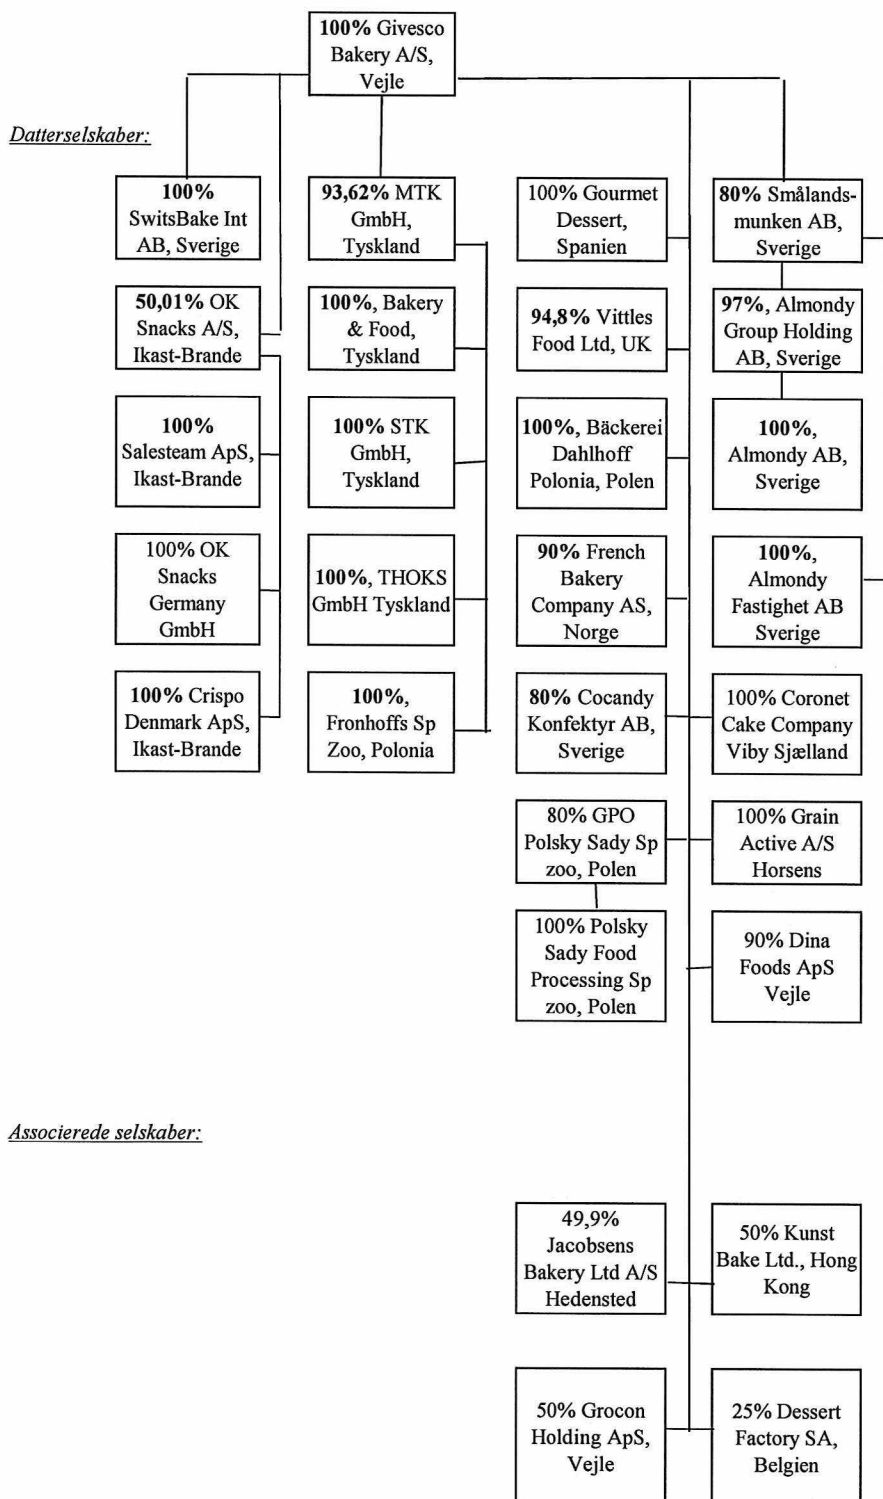 100% Givesco
Bakery A/S,
Vejle
Datterselskaber:
100%
SwitsBake Int
AB, Sverige
93,62% MTK
GmbH,
Tyskland
100% Gourmet
Dessert,
Spanien
80% Smålands-
munken AB,
Sverige
50,01% OK
Snacks A/S,
Ikast-Brande
100%, Bakery
& Food,
Tyskland
94,8% Vittles
Food Ltd, UK
97%, Almondy
Group Holding
AB, Sverige
100%
Salesteam ApS,
Ikast-Brande
100% STK
GmbH,
Tyskland
100%, Bäckerei
Dahlhoff
Polonia, Polen
100%,
Almondy AB,
Sverige
100% OK
Snacks
Germany
GmbH
100%, THOKS
GmbH Tyskland
90% French
Bakery
Company AS,
Norge
100%,
Almondy
Fastighet AB
Sverige
100% Crispo
Denmark ApS,
Ikast-Brande
100%,
Fronhoffs Sp
Zoo, Polonia
80% Cocandy
Konfektyr AB,
Sverige
100% Coronet
Cake Company
Viby Sjælland
80% GPO
Polsky Sady Sp
zoo, Polen
100% Grain
Active A/S
Horsens
100% Polsky
Sady Food
Processing Sp
zoo, Polen
90% Dina
Foods ApS
Vejle
Associerede selskaber:
49,9%
Jacobsens
Bakery Ltd A/S
Hedensted
50% Kunst
Bake Ltd., Hong
Kong
50% Grocon
Holding ApS,
Vejle
25% Dessert
Factory SA,
Belgien